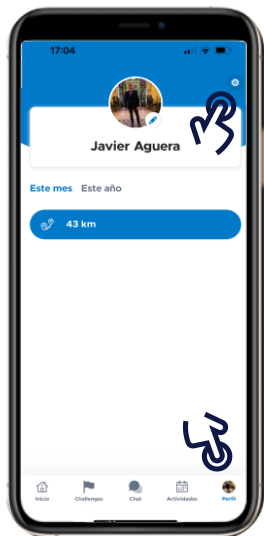 17:04
Javier Aguera
Este mes Este año
43 km
Inicio Challenges Chat Actividades Perfil